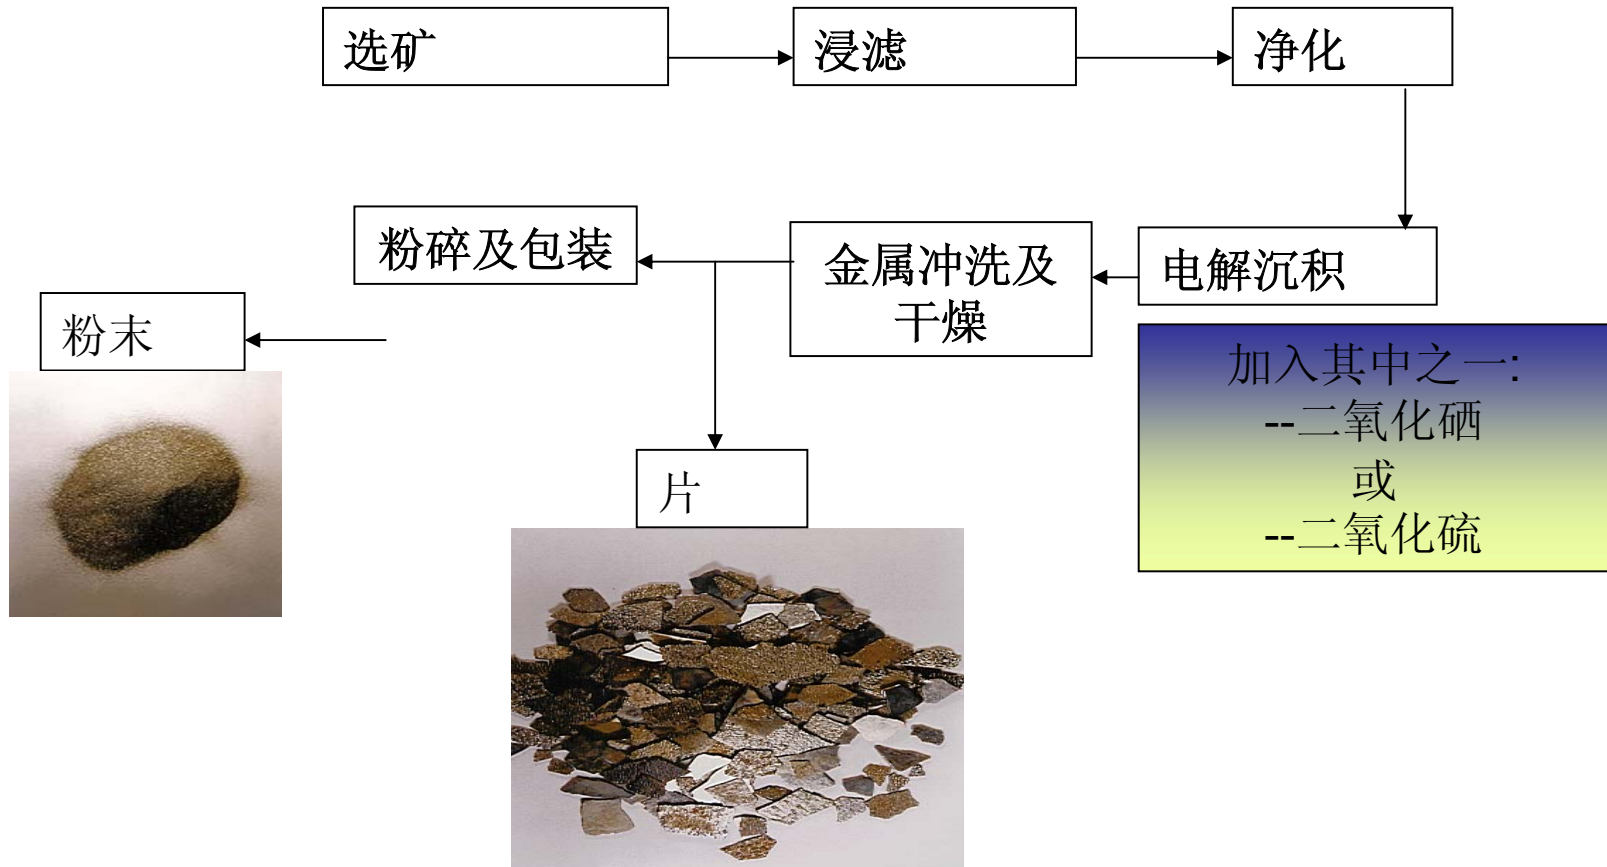 选矿
浸滤
净化
粉碎及包装
金属冲洗及
干燥
电解沉积
粉末
加入其中之一:
--二氧化硒
或
--二氧化硫
片